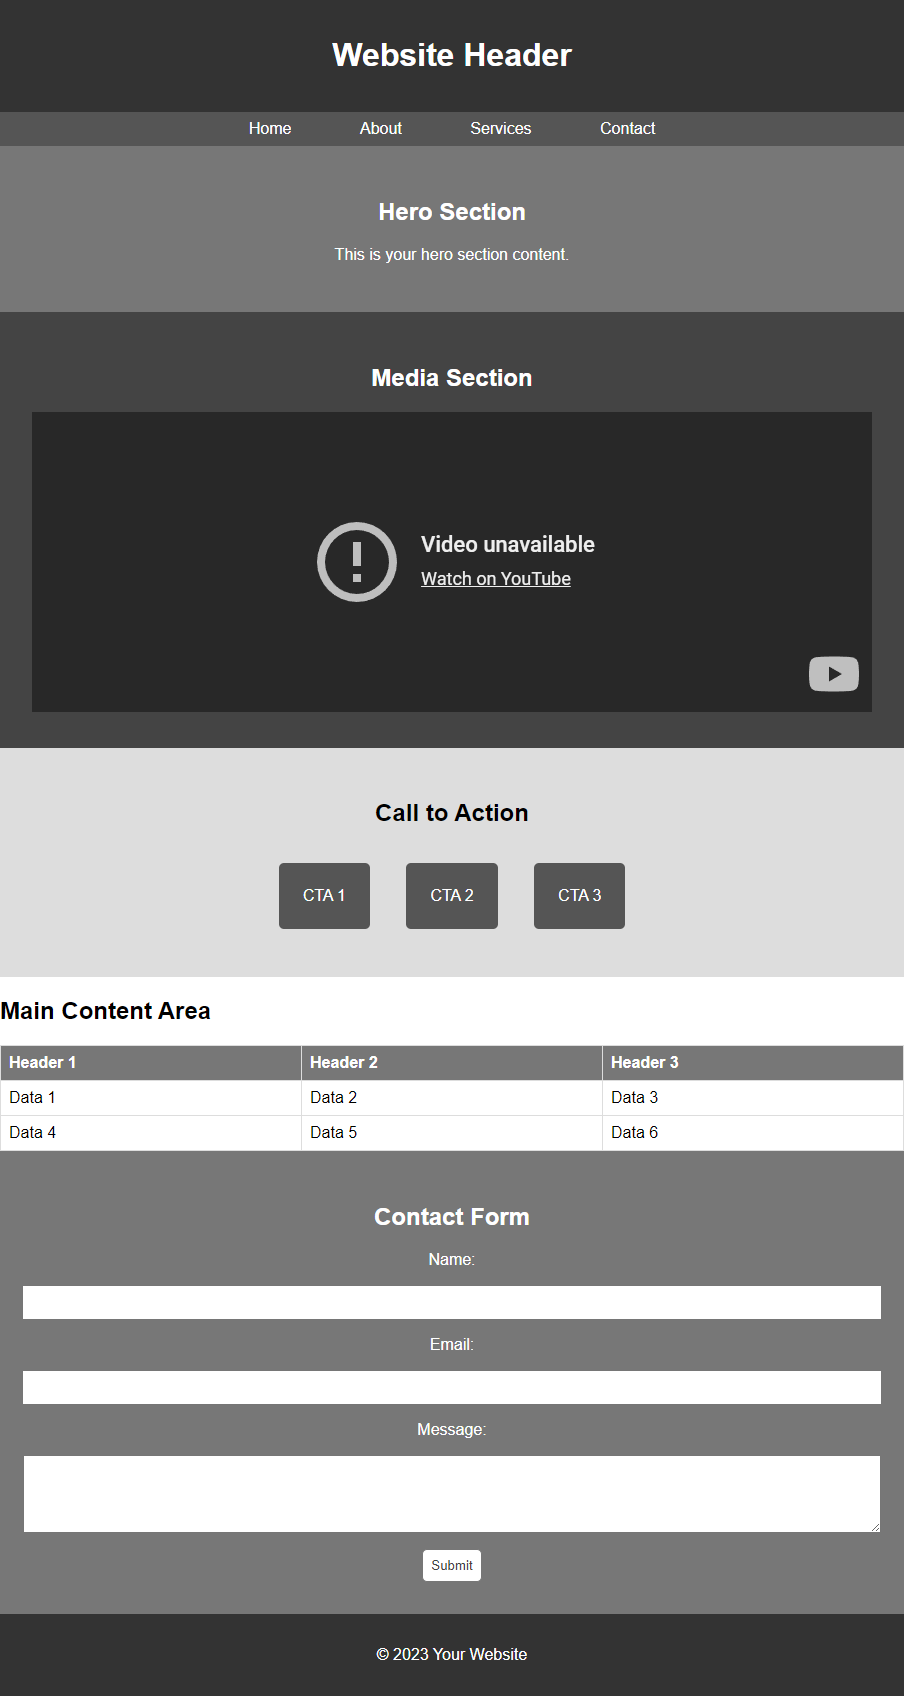 Website Header
Home About Services Contact
Hero Section
This is your hero section content.
Media Section
Video unavailable
Watch on YouTube
Call to Action
CTA 1 CTA 2 CTA 3
Main Content Area
Header 1 Header 2 Header 3
Data 1 Data 2 Data 3
Data 4 Data 5 Data 6
Contact Form
Name:
Email:
Message:
Submit
© 2023 Your Website